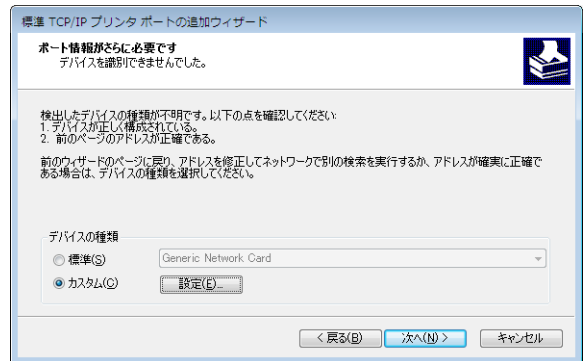 標準 TCP/IP プリンタ ポートの追加ウィザード
ポート情報がさらに必要です
デバイスを識別できませんでした。
検出したデバイスの種類が不明です。以下の点を確認してください:
1. デバイスが正しく構成されている。
2. 前のページのアドレスが正確である。
前のウィザードのページに戻り、アドレスを修正してネットワークで別の検索を実行するか、アドレスが確実に正確で
ある場合は、デバイスの種類を選択してください。
デバイスの種類
標準(S)
Generic Network Card
カスタム(C)
設定(E)...
< 戻る(B)
次へ(N) >
キャンセル